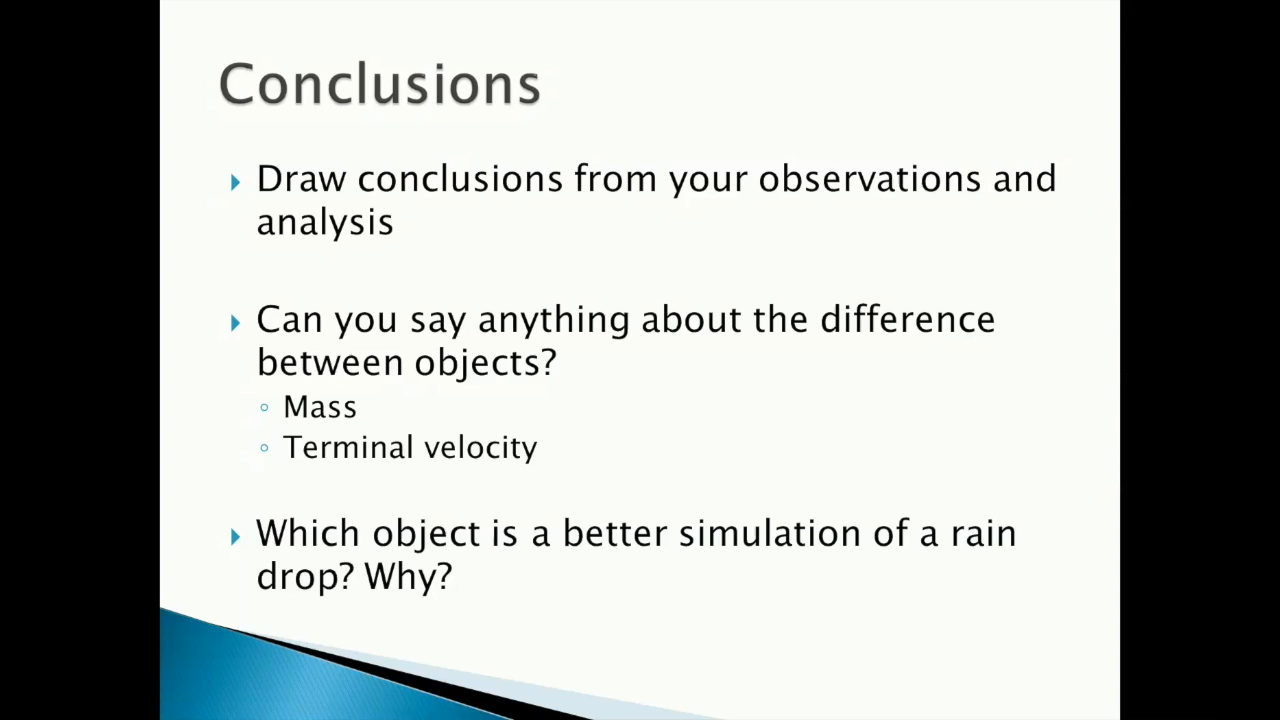 Conclusions
Draw conclusions from your observations and
analysis
Can you say anything about the difference
between objects?
Mass
Terminal velocity
Which object is a better simulation of a rain
drop? Why?